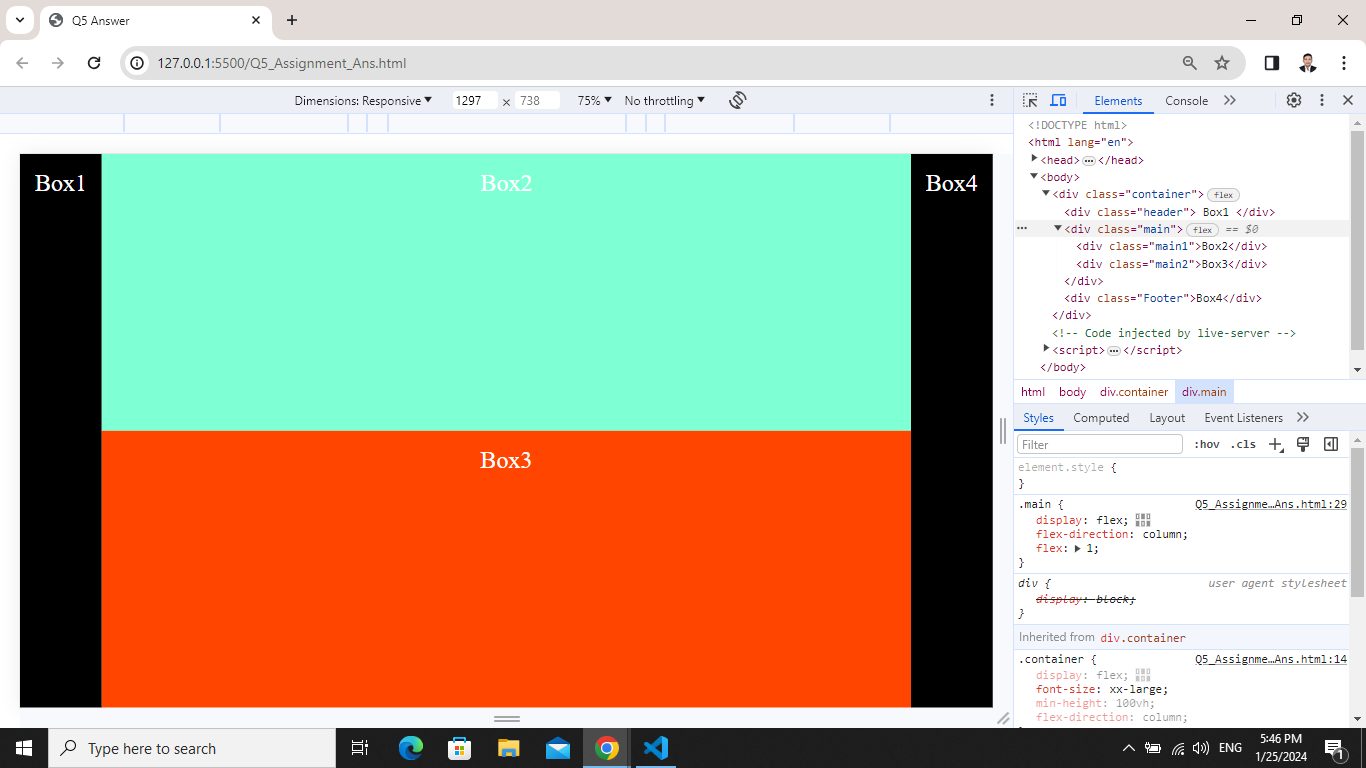 Q5 Answer
127.0.0.1:5500/Q5_Assignment_Ans.html
Dimensions: Responsive 1297 × 738 75% No throttling
Elements Console
Box1 Box2 Box4
Box3
<!DOCTYPE html>
<html lang="en">
<head> … </head>
<body>
<div class="container"> flex
<div class="header"> Box1 </div>
… <div class="main"> flex == $0
<div class="main1">Box2</div>
<div class="main2">Box3</div>
</div>
<div class="Footer">Box4</div>
</div>
<!-- Code injected by live-server -->
<script> … </script>
</body>
html body div.container div.main
Styles Computed Layout Event Listeners
Filter :hov .cls
element.style {
}
.main { Q5_Assignme…Ans.html:29
display: flex;
flex-direction: column;
flex: 1;
}
div { user agent stylesheet
display: block;
}
Inherited from div.container
.container { Q5_Assignme…Ans.html:14
display: flex;
font-size: xx-large;
min-height: 100vh;
flex-direction: column;
Type here to search
ENG
5:46 PM
1/25/2024
1